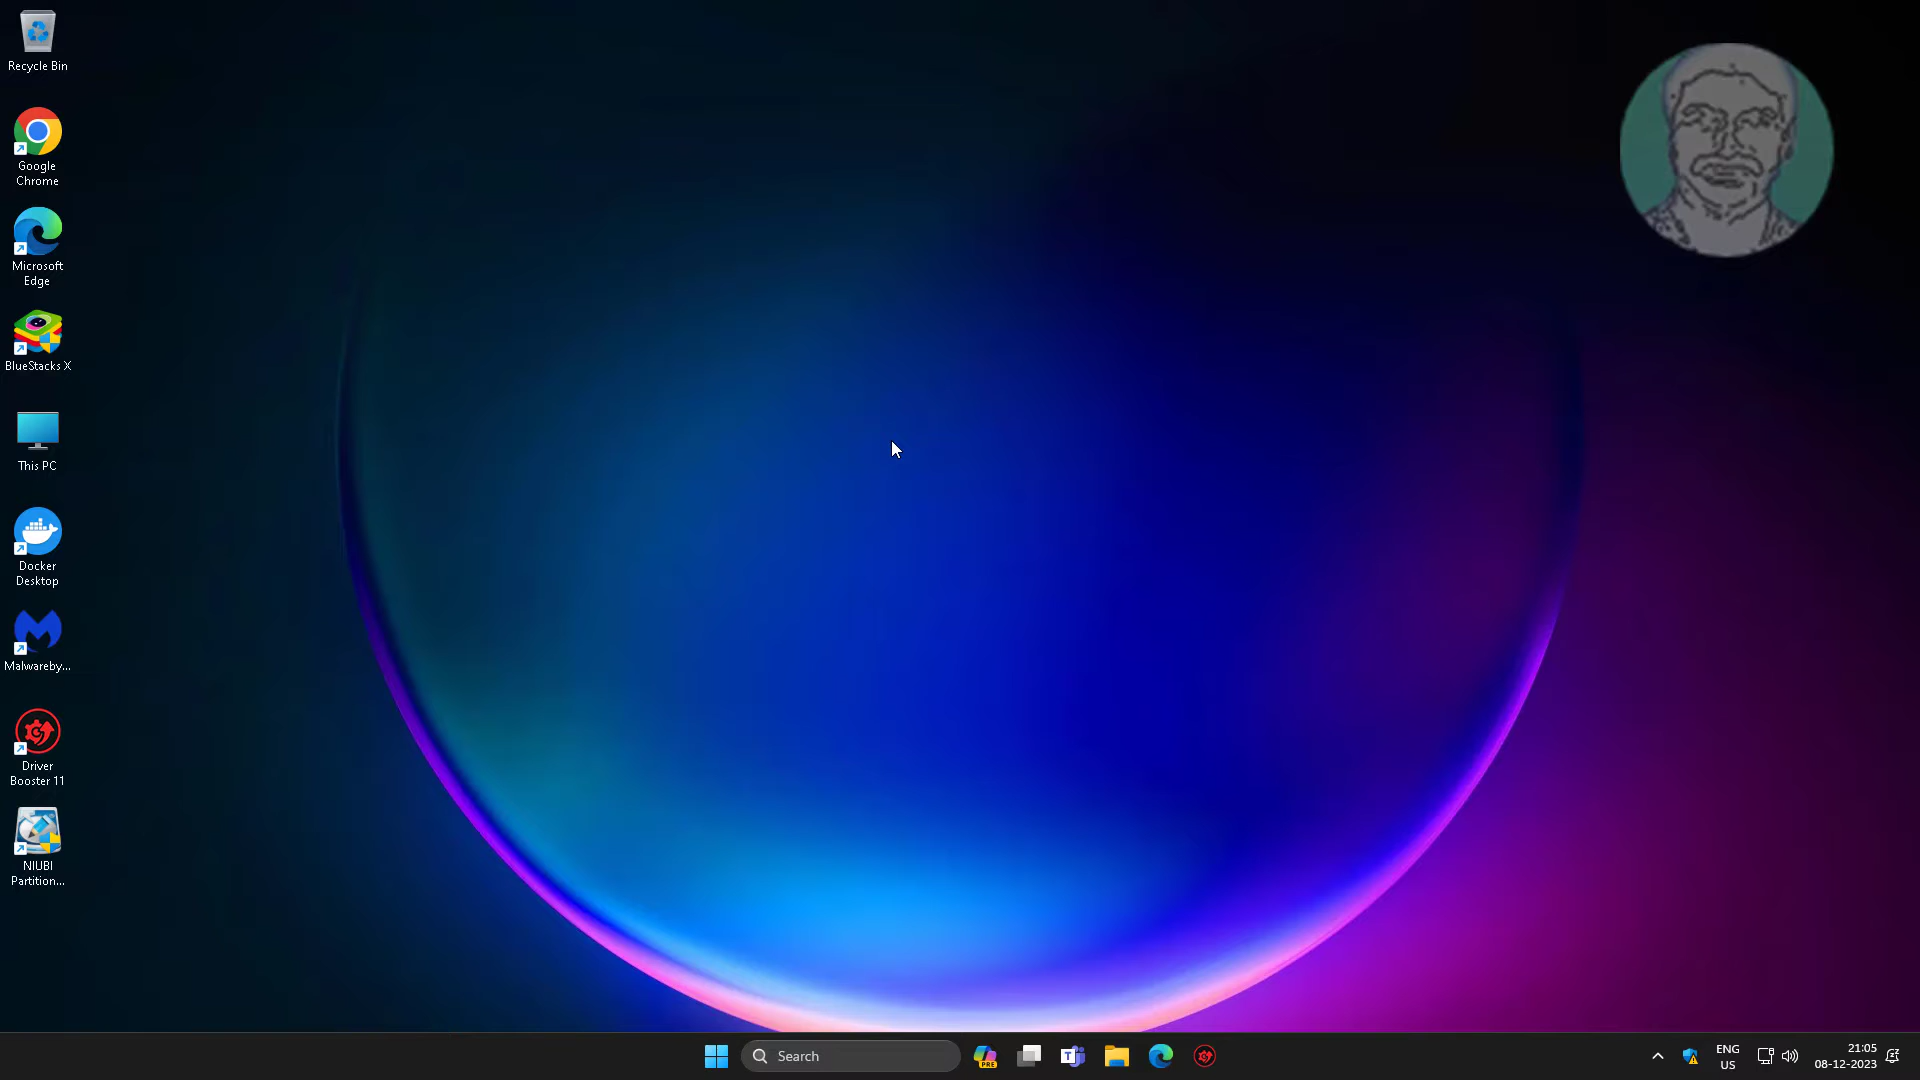 Recycle Bin
Google
Chrome
Microsoft
Edge
BlueStacks X
This PC
Docker
Desktop
Malwareby...
Driver
Booster 11
NIUBI
Partition...
Search
PRE
T
ENG
US
21:05
08-12-2023